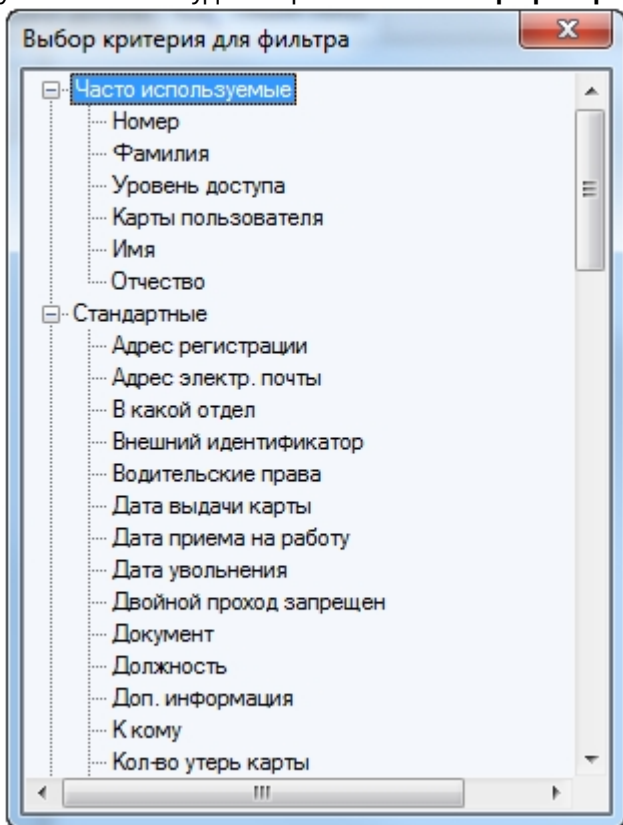 Выбор критерия для фильтра
Часто используемые
Номер
Фамилия
Уровень доступа
Карты пользователя
Имя
Отчество
Стандартные
Адрес регистрации
Адрес электр. почты
В какой отдел
Внешний идентификатор
Водительские права
Дата выдачи карты
Дата приема на работу
Дата увольнения
Двойной проход запрещен
Документ
Должность
Доп. информация
К кому
Кол-во утерь карты